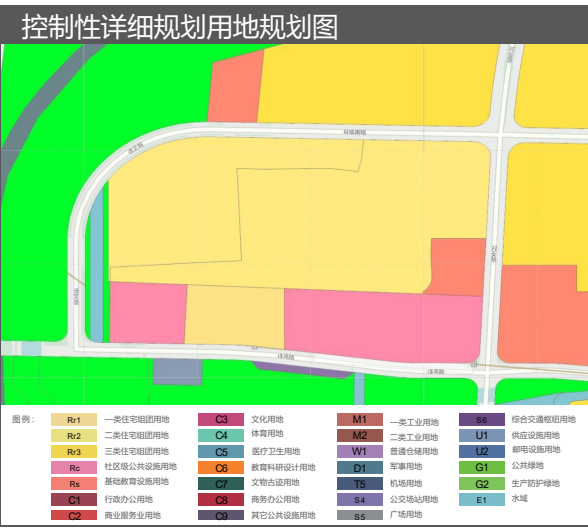 控制性详细规划用地规划图
图例：
Rr1 一类住宅组团用地
Rr2 二类住宅组团用地
Rr3 三类住宅组团用地
Rc 社区级公共设施用地
Rs 基础教育设施用地
C1 行政办公用地
C2 商业服务业用地
C3 文化用地
C4 体育用地
C5 医疗卫生用地
C6 教育科研设计用地
C7 文物古迹用地
C8 商务办公用地
C9 其它公共设施用地
M1 一类工业用地
M2 二类工业用地
W1 普通仓储用地
D1 军事用地
T5 机场用地
S4 公交场站用地
S5 广场用地
S6 综合交通枢纽用地
U1 供应设施用地
U2 邮电设施用地
G1 公共绿地
G2 生产防护绿地
E1 水域